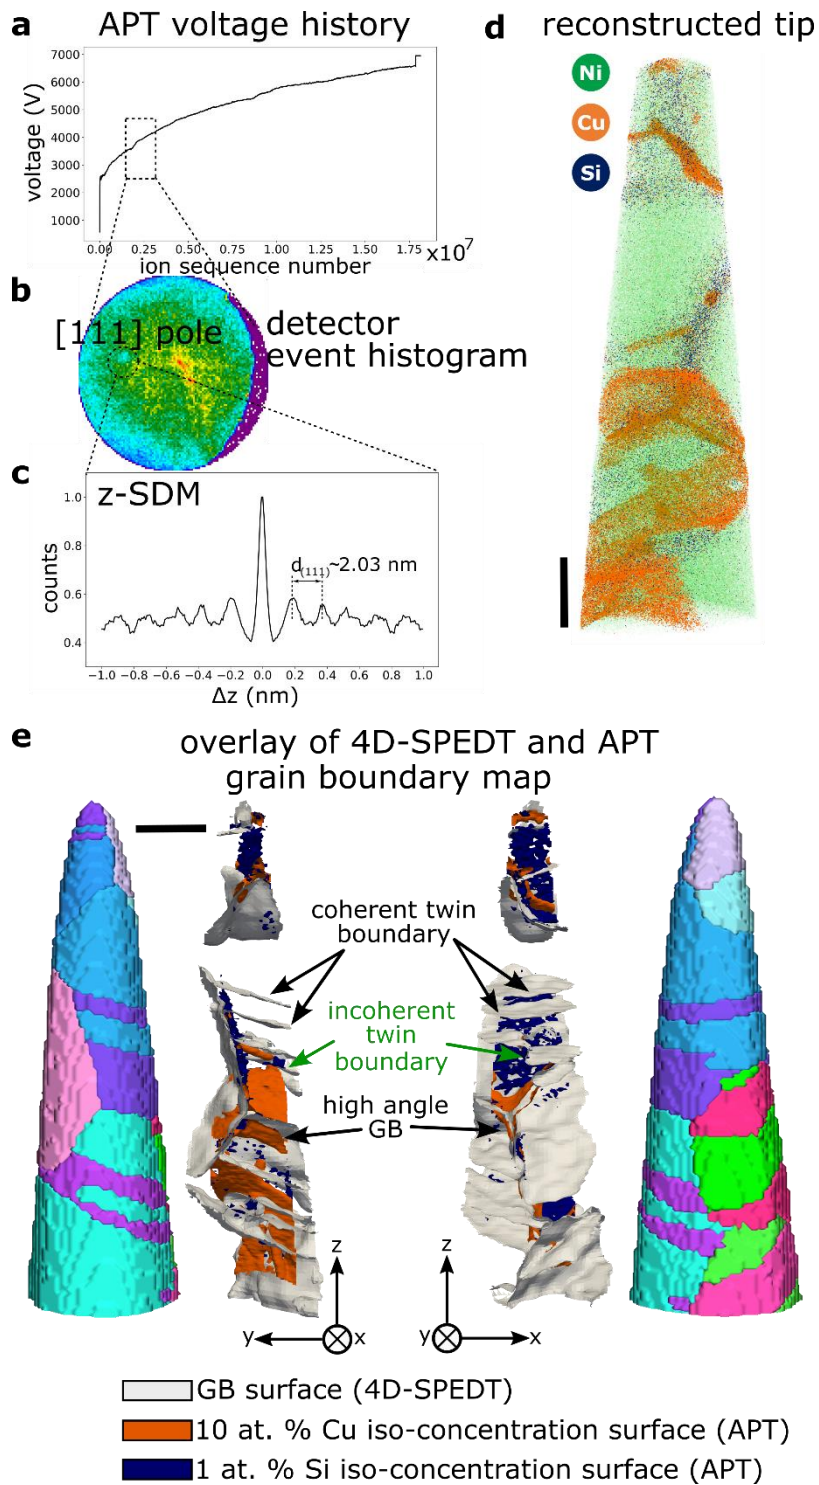 a APT voltage history
voltage (V)
7000
6000
5000
4000
3000
2000
1000
0.00 0.25 0.50 0.75 1.00 1.25 1.50 1.75 x10⁷
ion sequence number
b
[111] pole
detector
event histogram
c
z-SDM
counts
1.0
0.8
0.6
0.4
d(111)~2.03 nm
−1.0 −0.8 −0.6 −0.4 −0.2 0.0 0.2 0.4 0.6 0.8 1.0
Δz (nm)
d reconstructed tip
Ni
Cu
Si
e
overlay of 4D-SPEDT and APT
grain boundary map
coherent twin
boundary
incoherent
twin
boundary
high angle
GB
z
y x
z
y x
GB surface (4D-SPEDT)
10 at. % Cu iso-concentration surface (APT)
1 at. % Si iso-concentration surface (APT)